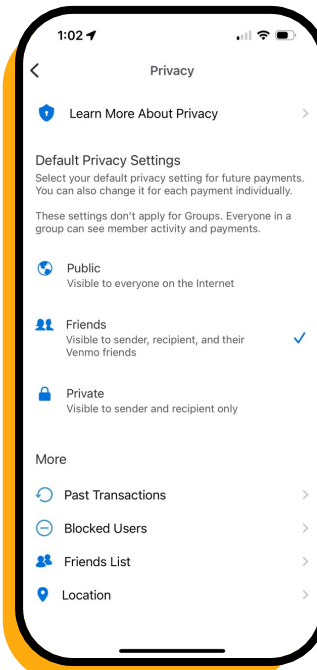 1:02
Privacy
Learn More About Privacy
Default Privacy Settings
Select your default privacy setting for future payments.
You can also change it for each payment individually.
These settings don’t apply for Groups. Everyone in a
group can see member activity and payments.
Public
Visible to everyone on the Internet
Friends
Visible to sender, recipient, and their
Venmo friends
Private
Visible to sender and recipient only
More
Past Transactions
Blocked Users
Friends List
Location